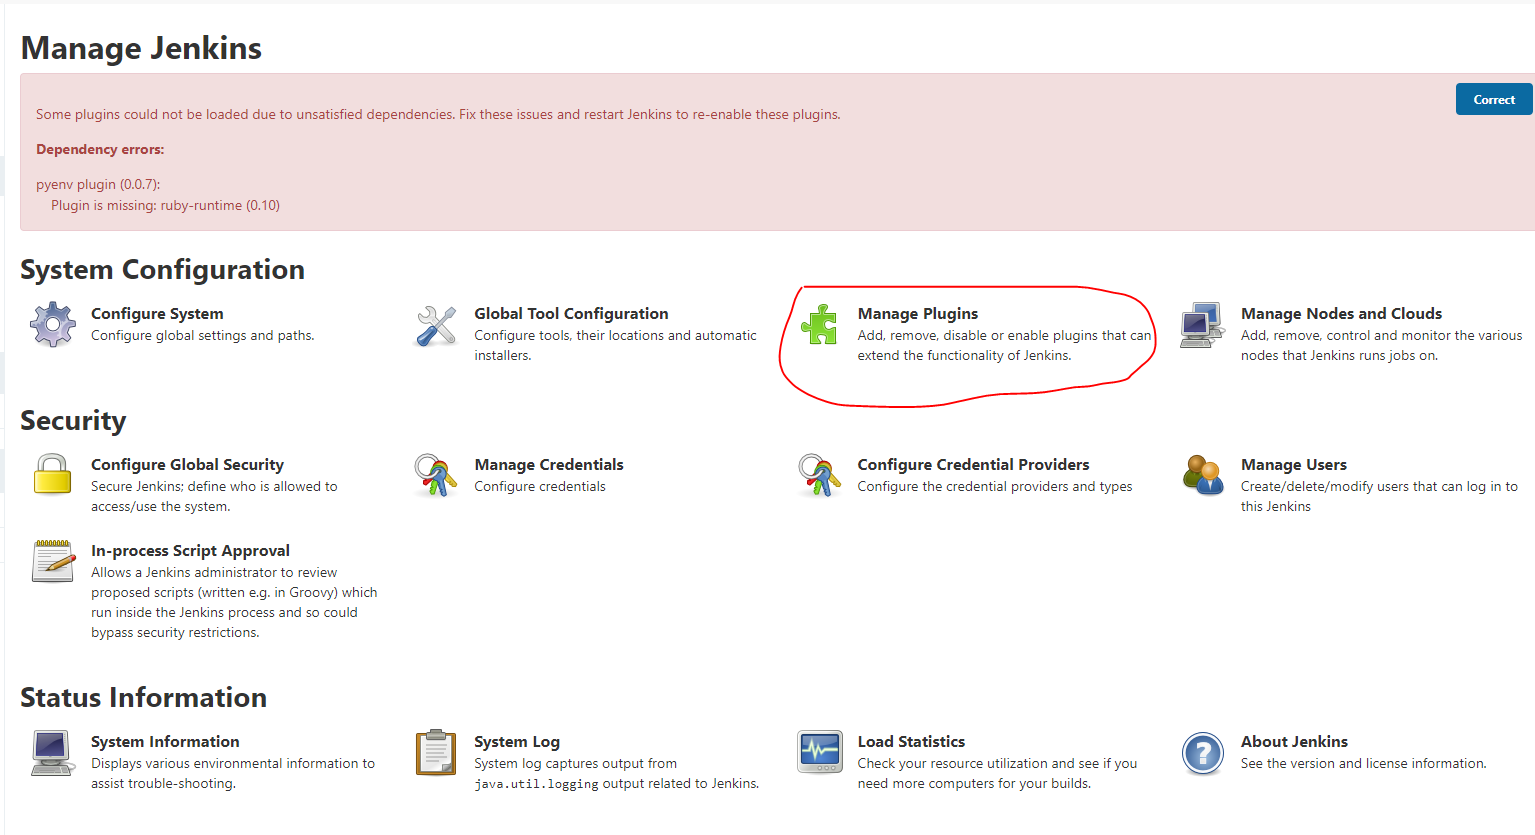 Manage Jenkins
Some plugins could not be loaded due to unsatisfied dependencies. Fix these issues and restart Jenkins to re-enable these plugins.
Correct
Dependency errors:
pyenv plugin (0.0.7):
Plugin is missing: ruby-runtime (0.10)
System Configuration
Configure System
Configure global settings and paths.
Global Tool Configuration
Configure tools, their locations and automatic
installers.
Manage Plugins
Add, remove, disable or enable plugins that can
extend the functionality of Jenkins.
Manage Nodes and Clouds
Add, remove, control and monitor the various
nodes that Jenkins runs jobs on.
Security
Configure Global Security
Secure Jenkins; define who is allowed to
access/use the system.
Manage Credentials
Configure credentials
Configure Credential Providers
Configure the credential providers and types
Manage Users
Create/delete/modify users that can log in to
this Jenkins
In-process Script Approval
Allows a Jenkins administrator to review
proposed scripts (written e.g. in Groovy) which
run inside the Jenkins process and so could
bypass security restrictions.
Status Information
System Information
Displays various environmental information to
assist trouble-shooting.
System Log
System log captures output from
java.util.logging output related to Jenkins.
Load Statistics
Check your resource utilization and see if you
need more computers for your builds.
About Jenkins
See the version and license information.